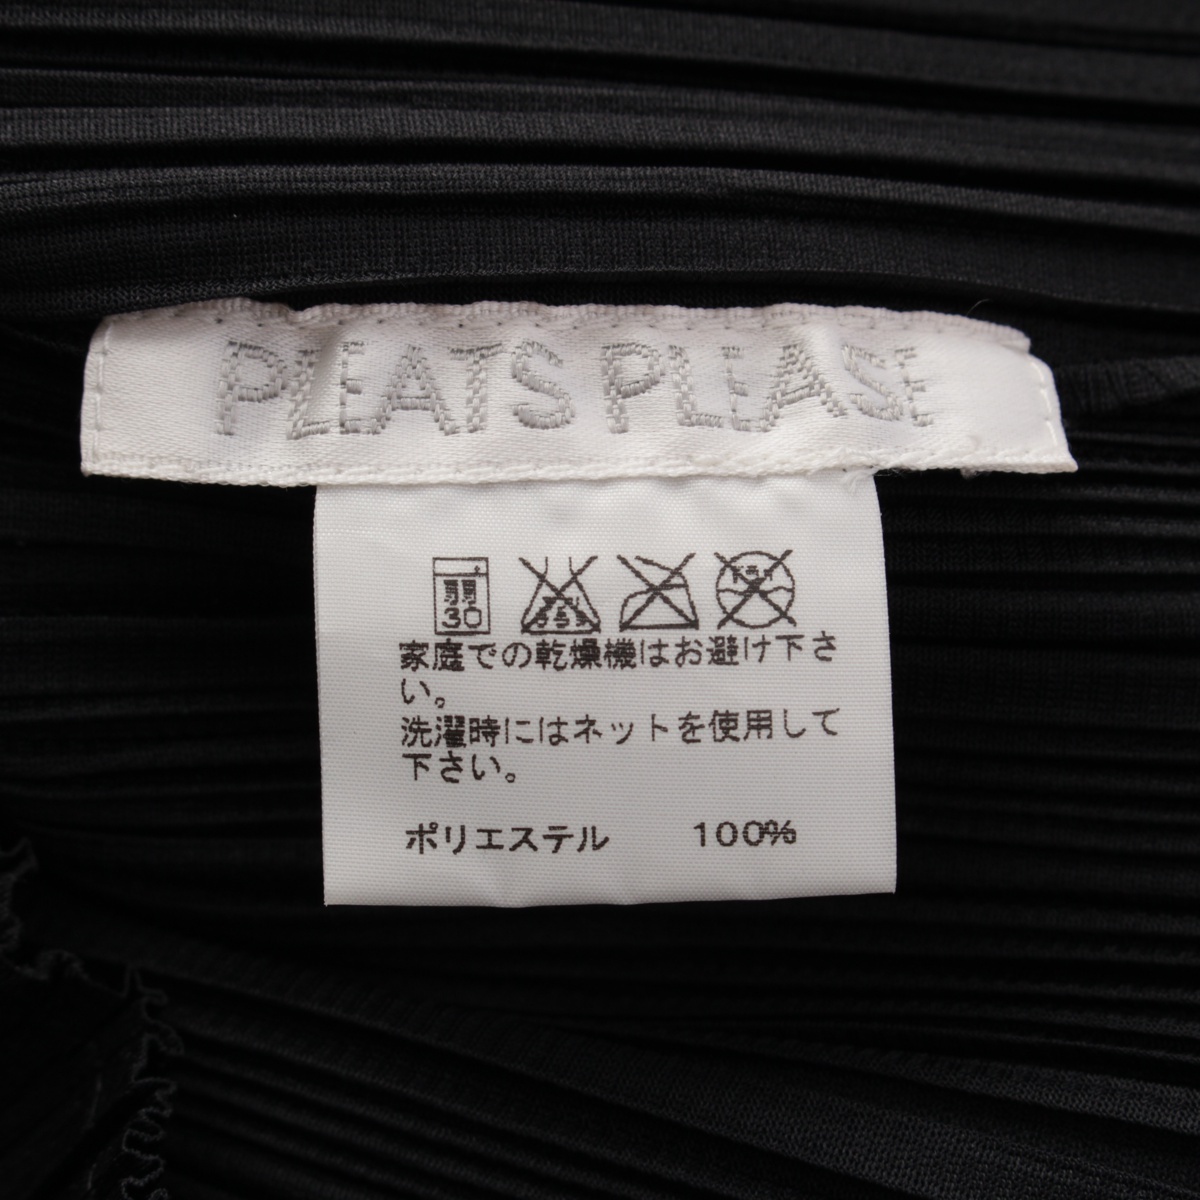 PLEATS PLEASE
弱
30
家庭での乾燥機はお避け下さ
い。
洗濯時にはネットを使用して
下さい。
ポリエステル 100%